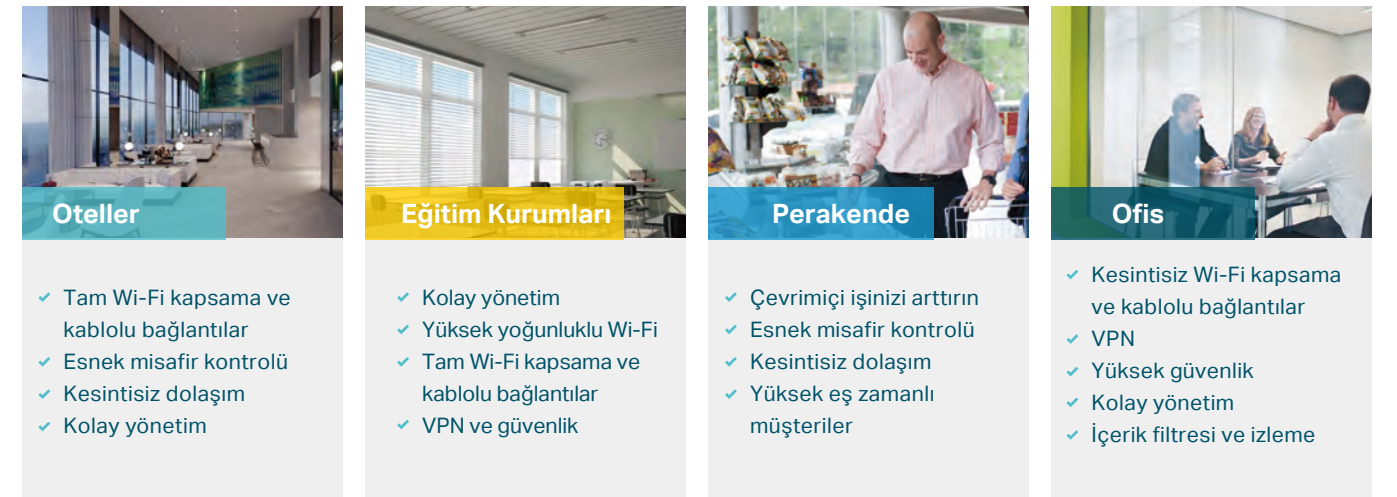 Oteller
Tam Wi-Fi kapsama ve
kablolu bağlantılar
Esnek misafir kontrolü
Kesintisiz dolaşım
Kolay yönetim
Eğitim Kurumları
Kolay yönetim
Yüksek yoğunluklu Wi-Fi
Tam Wi-Fi kapsama ve
kablolu bağlantılar
VPN ve güvenlik
Perakende
Çevrimiçi işinizi arttırın
Esnek misafir kontrolü
Kesintisiz dolaşım
Yüksek eş zamanlı
müşteriler
Ofis
Kesintisiz Wi-Fi kapsama
ve kablolu bağlantılar
VPN
Yüksek güvenlik
Kolay yönetim
İçerik filtresi ve izleme